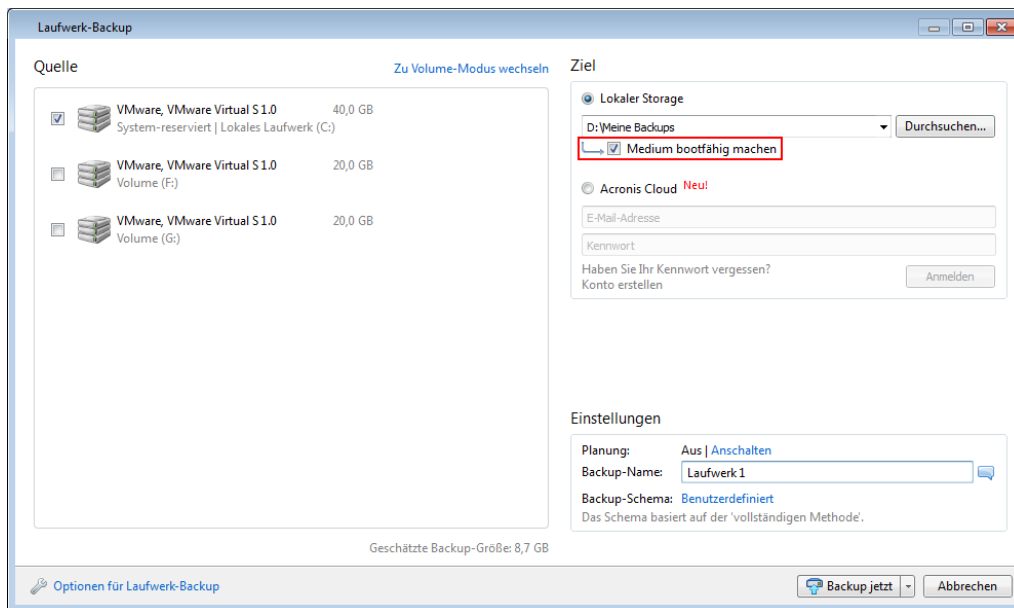 Laufwerk-Backup
Quelle
Zu Volume-Modus wechseln
VMware, VMware Virtual S 1.0 40,0 GB
System-reserviert | Lokales Laufwerk (C:)
VMware, VMware Virtual S 1.0 20,0 GB
Volume (F:)
VMware, VMware Virtual S 1.0 20,0 GB
Volume (G:)
Geschätzte Backup-Größe: 8,7 GB
Ziel
Lokaler Storage
D:\Meine Backups Durchsuchen...
Medium bootfähig machen
Acronis Cloud Neu!
E-Mail-Adresse
Kennwort
Haben Sie Ihr Kennwort vergessen?
Konto erstellen
Anmelden
Einstellungen
Planung: Aus | Anschalten
Backup-Name: Laufwerk 1
Backup-Schema: Benutzerdefiniert
Das Schema basiert auf der 'vollständigen Methode'.
Optionen für Laufwerk-Backup
Backup jetzt Abbrechen